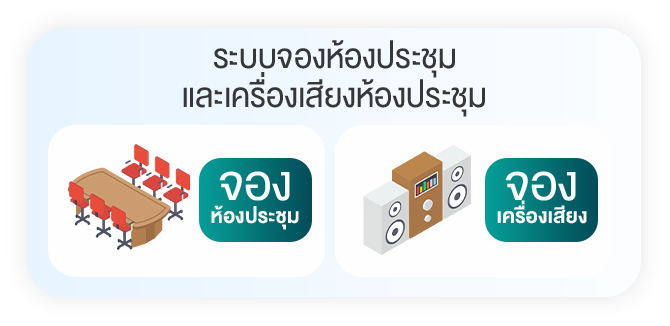 ระบบจองห้องประชุม
และเครื่องเสียงห้องประชุม
จอง
ห้องประชุม
จอง
เครื่องเสียง